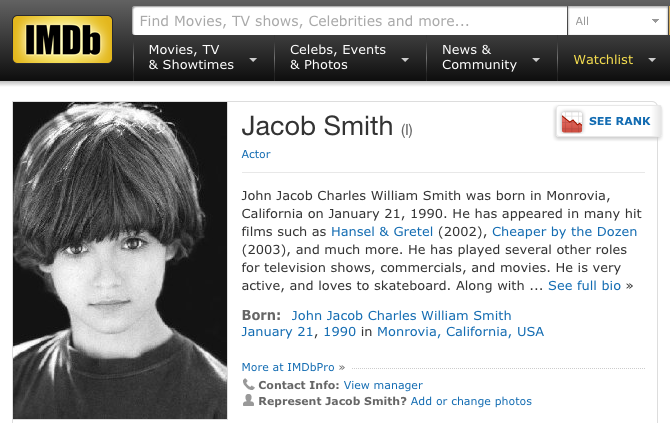 IMDb
Find Movies, TV shows, Celebrities and more...
All
Movies, TV
& Showtimes
Celebs, Events
& Photos
News &
Community
Watchlist
Jacob Smith (I)
SEE RANK
Actor
John Jacob Charles William Smith was born in Monrovia,
California on January 21, 1990. He has appeared in many hit
films such as Hansel & Gretel (2002), Cheaper by the Dozen
(2003), and much more. He has played several other roles
for television shows, commercials, and movies. He is very
active, and loves to skateboard. Along with ... See full bio »
Born: John Jacob Charles William Smith
January 21, 1990 in Monrovia, California, USA
More at IMDbPro »
Contact Info: View manager
Represent Jacob Smith? Add or change photos